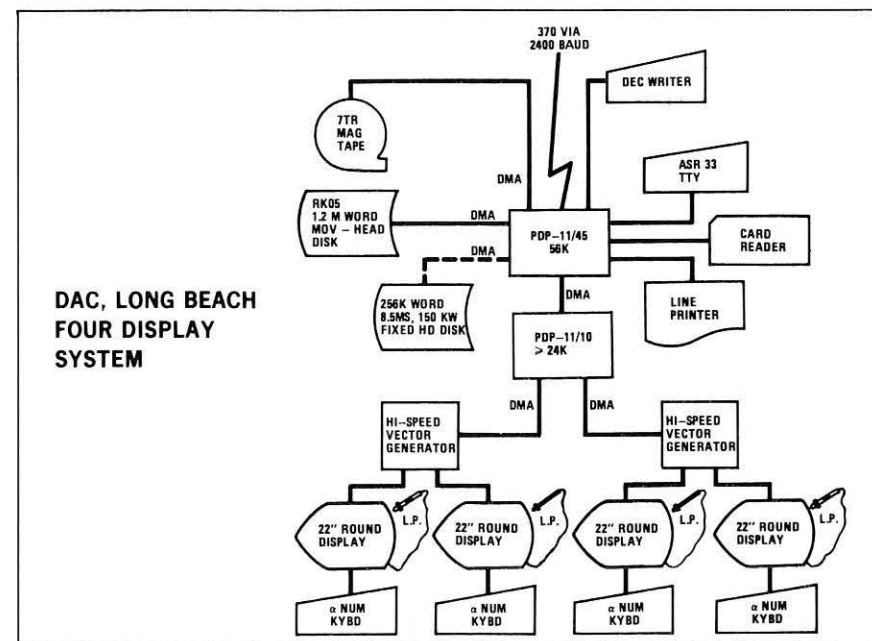 370 VIA
2400 BAUD
DEC WRITER
7TR
MAG
TAPE
ASR 33
TTY
DMA
RK05
1.2 M WORD
MOV – HEAD
DISK
DMA
PDP–11/45
56K
CARD
READER
DMA
256K WORD
8.5MS, 150 KW
FIXED HD DISK
DMA
LINE
PRINTER
DAC, LONG BEACH
FOUR DISPLAY
SYSTEM
PDP–11/10
⩾ 24K
DMA
DMA
HI–SPEED
VECTOR
GENERATOR
HI–SPEED
VECTOR
GENERATOR
22" ROUND
DISPLAY
L.P.
22" ROUND
DISPLAY
L.P.
22" ROUND
DISPLAY
L.P.
22" ROUND
DISPLAY
L.P.
α NUM
KYBD
α NUM
KYBD
α NUM
KYBD
α NUM
KYBD